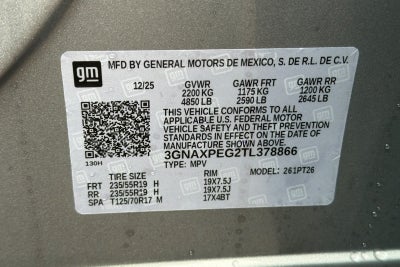 gm
MFD BY GENERAL MOTORS DE MEXICO, S. DE R.L. DE C.V.
12/25 GVWR GAWR FRT GAWR RR
2200 KG 1175 KG 1200 KG
4850 LB 2590 LB 2645 LB
THIS VEHICLE CONFORMS TO ALL
APPLICABLE U.S. FEDERAL MOTOR
VEHICLE SAFETY AND THEFT PREVENTION
STANDARDS IN EFFECT ON THE DATE OF
MANUFACTURE SHOWN ABOVE.
130H
3GNAXPEG2TL378866
TYPE: MPV MODEL: 261PT26
TIRE SIZE SPEED RTG RIM
FRT 235/55R19 H 19X7.5J
RR 235/55R19 H 19X7.5J
SPA T125/70R17 M 17X4BT